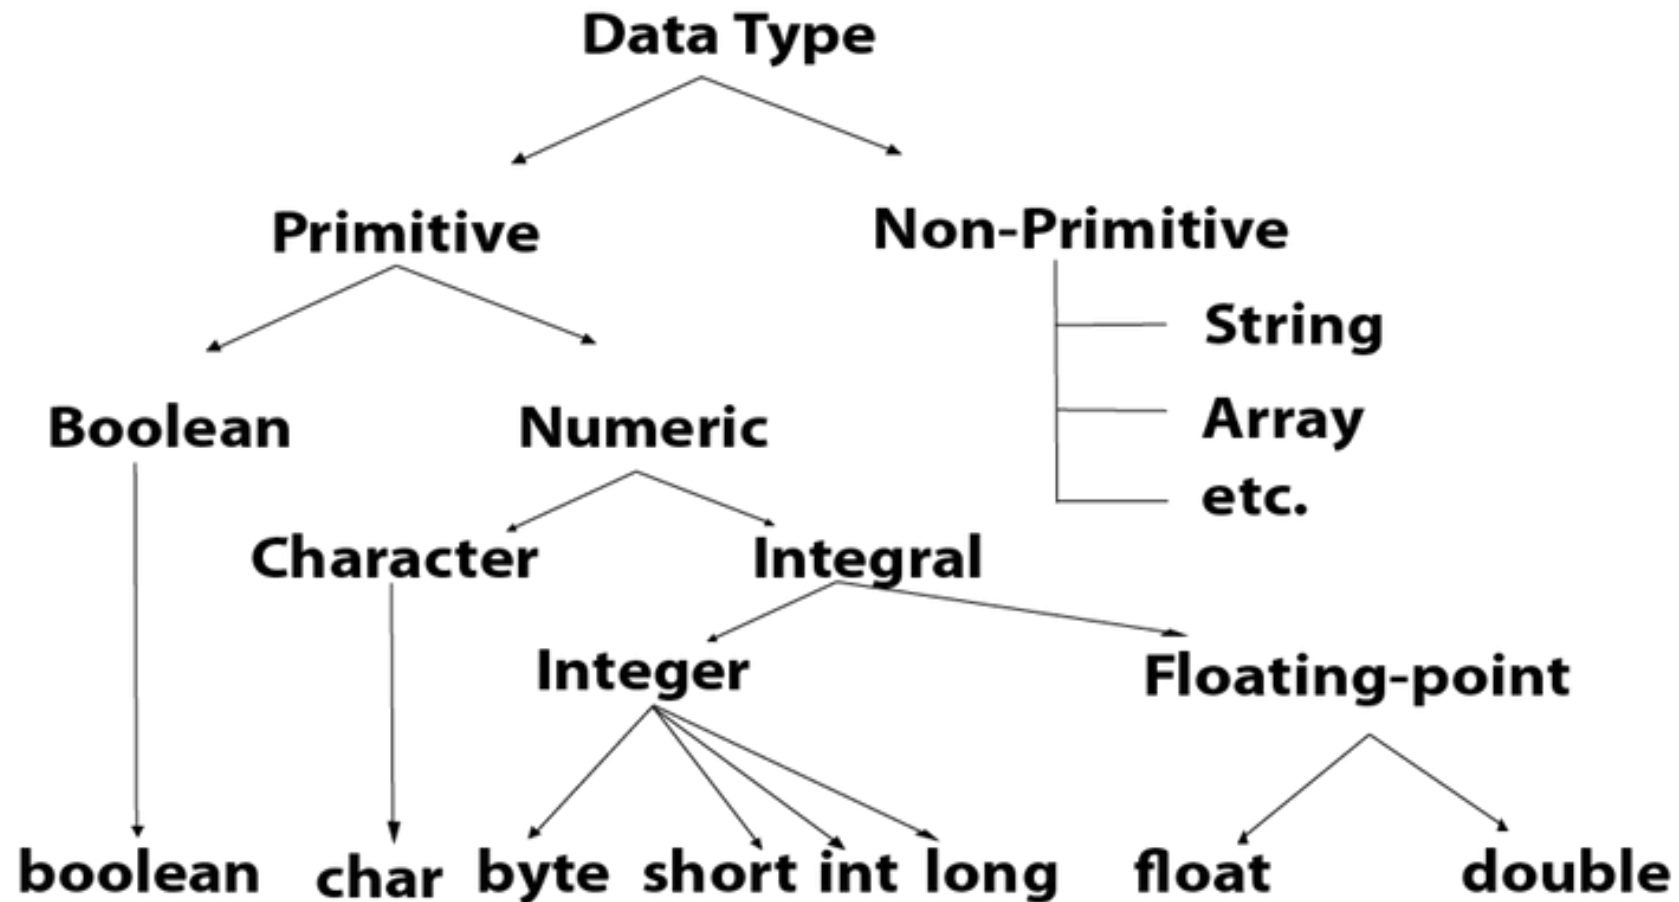 Data Type
Primitive
Non-Primitive
String
Array
etc.
Boolean
Numeric
Character
Integral
Integer
Floating-point
boolean
char
byte
short
int
long
float
double